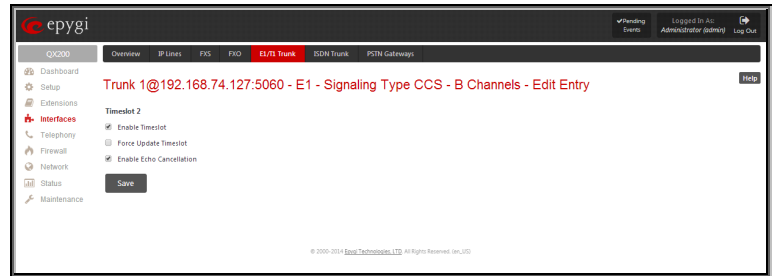 epygi
✔Pending Events
Logged In As:
Administrator (admin)
Log Out
QX200
Overview IP Lines FXS FXO E1/T1 Trunk ISDN Trunk PSTN Gateways
Dashboard
Setup
Extensions
Interfaces
Telephony
Firewall
Network
Status
Maintenance
Trunk 1@192.168.74.127:5060 - E1 - Signaling Type CCS - B Channels - Edit Entry
Help
Timeslot 2
Enable Timeslot
Force Update Timeslot
Enable Echo Cancellation
Save
© 2000-2014 Epygi Technologies, LTD. All Rights Reserved. (en_US)